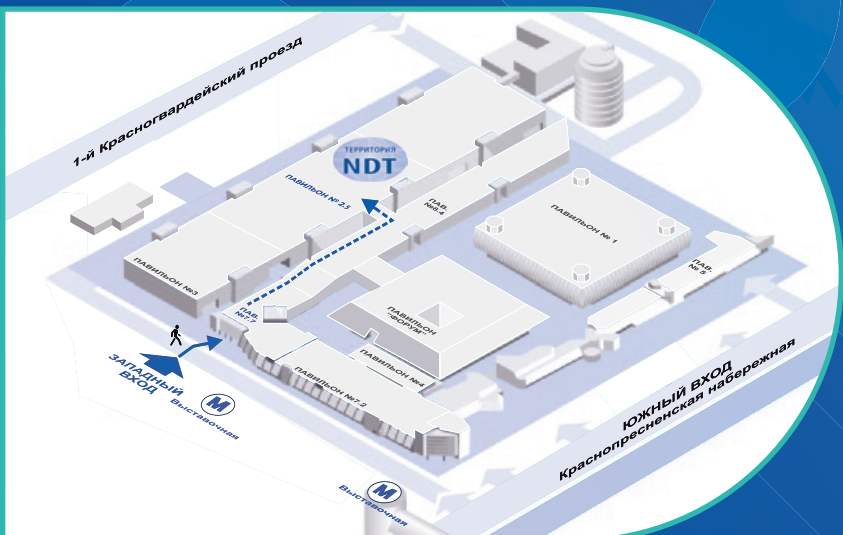 1-й Красногвардейский проезд
ТЕРРИТОРИЯ
NDT
ПАВИЛЬОН № 2.5
ПАВ.
№8-4
ПАВИЛЬОН № 1
ПАВ.
№ 5
ПАВИЛЬОН №3
ПАВ.
№7.7
ПАВИЛЬОН
"ФОРУМ"
ПАВИЛЬОН №4
ПАВИЛЬОН №7.2
ЗАПАДНЫЙ
ВХОД
М
Выставочная
ЮЖНЫЙ ВХОД
Краснопресненская набережная
М
Выставочная